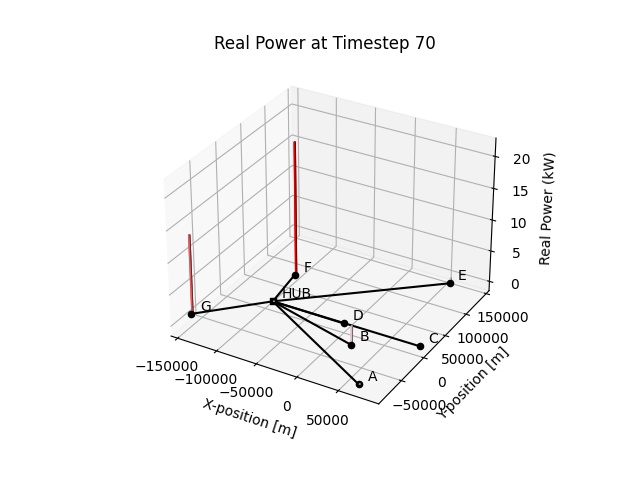 Real Power at Timestep 70
20
15
10
5
0
Real Power (kW)
E
F
HUB
G
D
C
B
A
150000
100000
50000
0
−50000
Y-position [m]
−150000
−100000
−50000
0
50000
X-position [m]